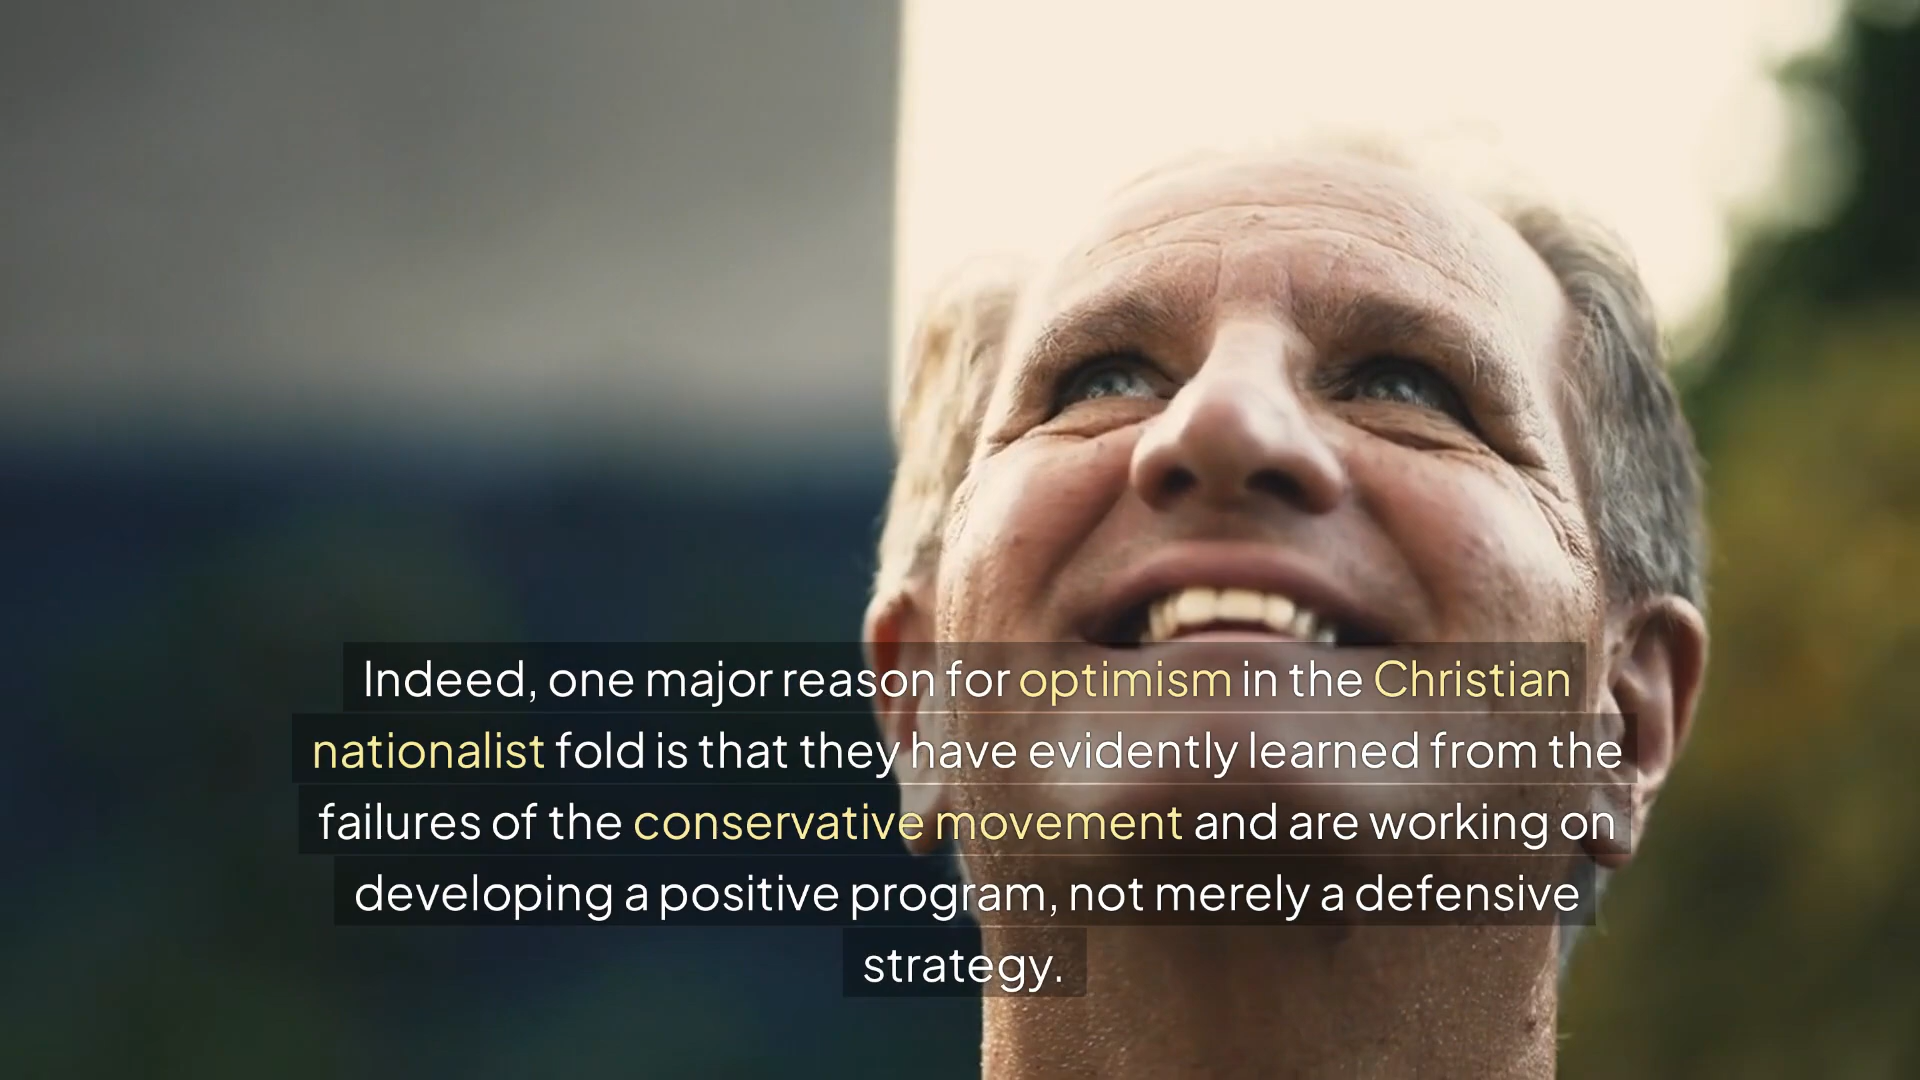 Indeed, one major reason for optimism in the Christian
nationalist fold is that they have evidently learned from the
failures of the conservative movement and are working on
developing a positive program, not merely a defensive
strategy.